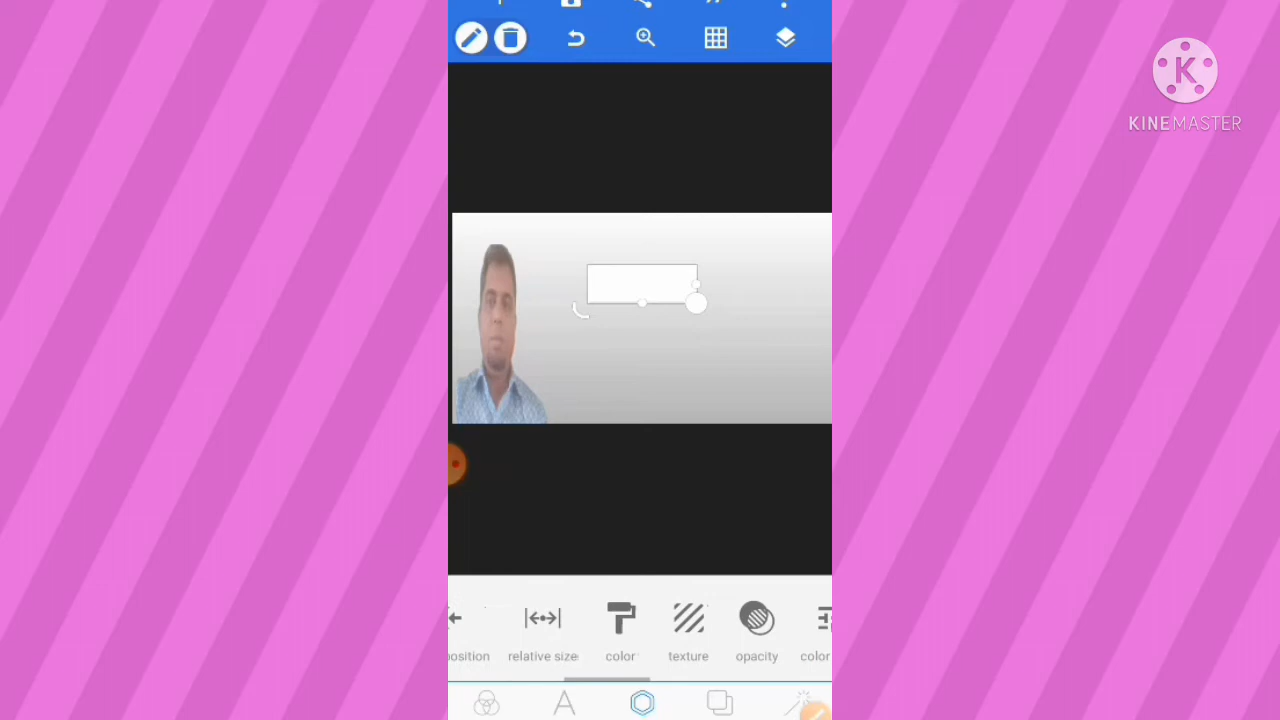 K
KINEMASTER
osition
relative size
color
texture
opacity
color